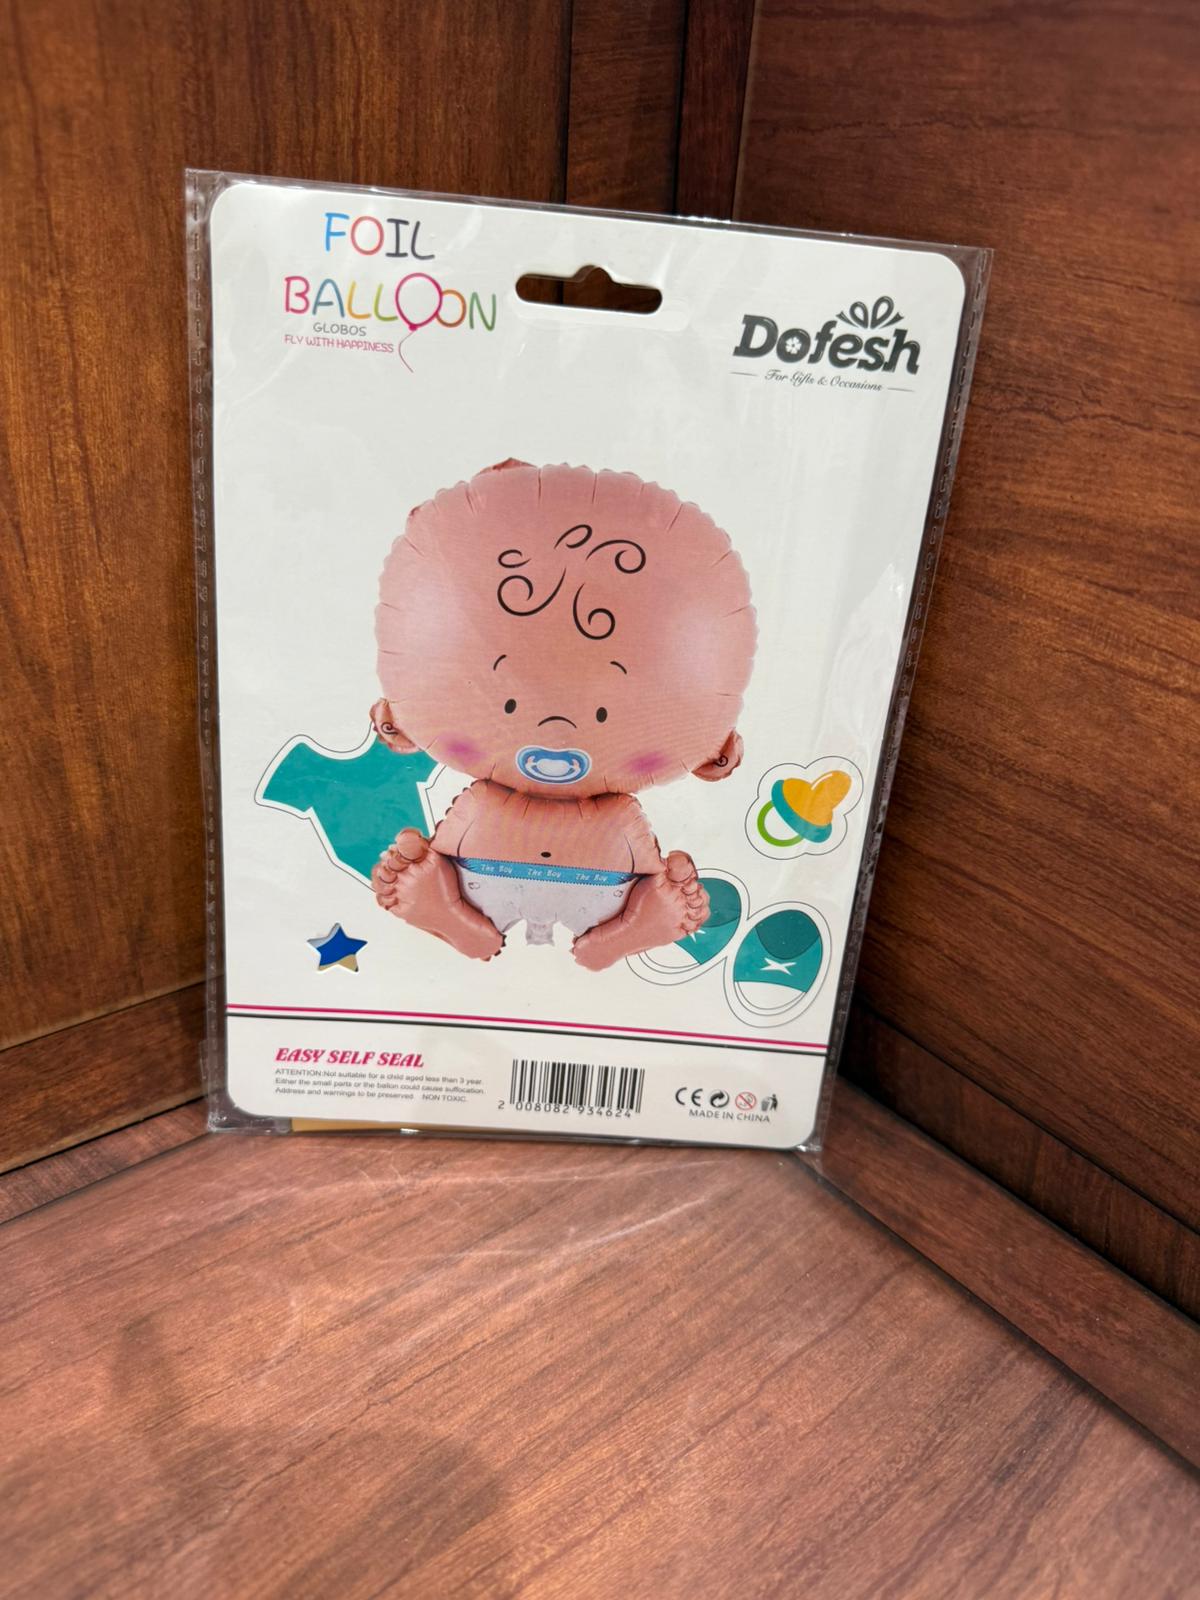 FOIL
BALLOON
GLOBOS
FLY WITH HAPPINESS
Dofesh
For Gifts & Occasions
The Boy The Boy The Boy
EASY SELF SEAL
ATTENTION:Not suitable for a child aged less than 3 year.
Either the small parts or the ballon could cause suffocation.
Address and warnings to be preserved. NON TOXIC.
2 008082 934624
CE
MADE IN CHINA